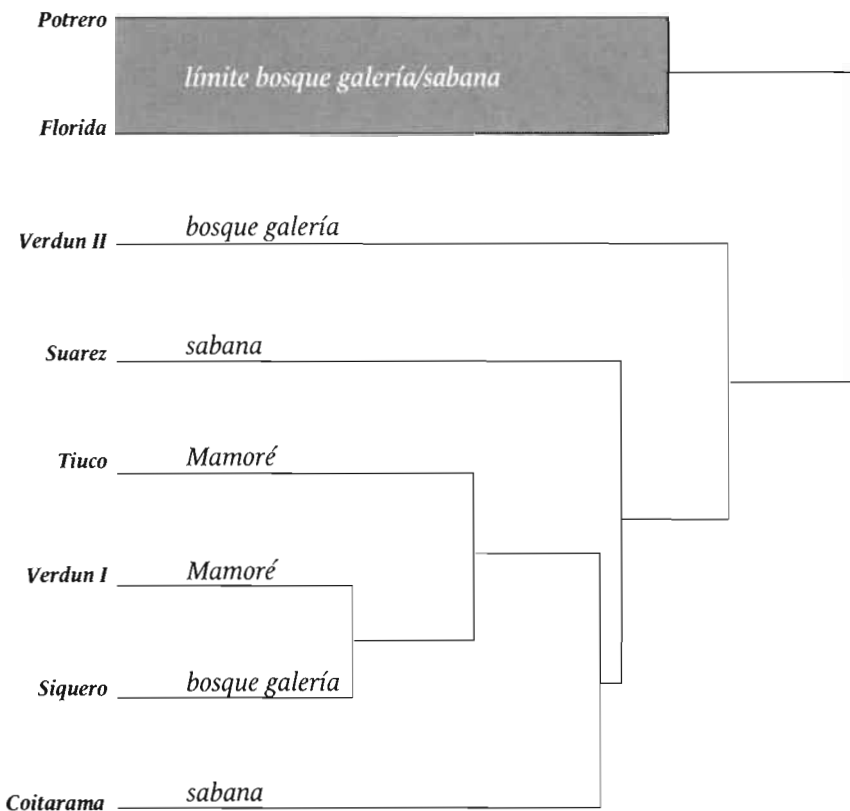 Potrero
límite bosque galería/sabana
Florida
bosque galería
Verdun II
sabana
Suarez
Mamoré
Tiuco
Mamoré
Verdun I
bosque galería
Siquero
sabana
Coitarama